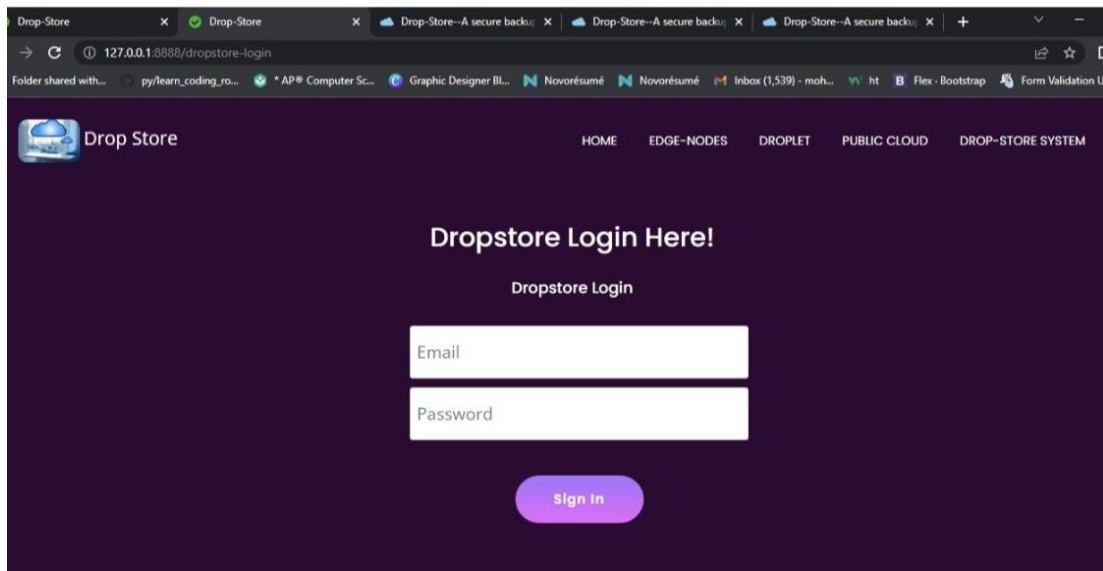 Drop-Store Drop-Store Drop-Store--A secure backup Drop-Store--A secure backup Drop-Store--A secure backup
127.0.0.1:8888/dropstore-login
Folder shared with... py/learn_coding_ro... * AP® Computer Sc... Graphic Designer Bl... Novorésumé Novorésumé Inbox (1,539) - moh... ht B Flex · Bootstrap Form Validation U
Drop Store HOME EDGE-NODES DROPLET PUBLIC CLOUD DROP-STORE SYSTEM
Dropstore Login Here!
Dropstore Login
Email
Password
Sign In